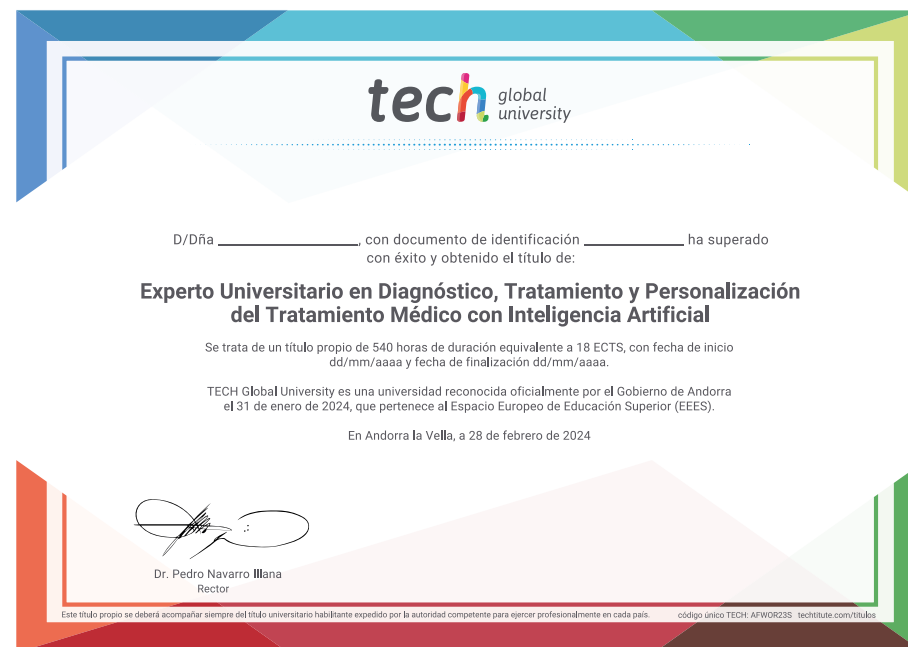 tech global university
D/Dña ____________________, con documento de identificación ______________ ha superado
con éxito y obtenido el título de:
Experto Universitario en Diagnóstico, Tratamiento y Personalización
del Tratamiento Médico con Inteligencia Artificial
Se trata de un título propio de 540 horas de duración equivalente a 18 ECTS, con fecha de inicio
dd/mm/aaaa y fecha de finalización dd/mm/aaaa.
TECH Global University es una universidad reconocida oficialmente por el Gobierno de Andorra
el 31 de enero de 2024, que pertenece al Espacio Europeo de Educación Superior (EEES).
En Andorra la Vella, a 28 de febrero de 2024
Dr. Pedro Navarro Illana
Rector
Este título propio se deberá acompañar siempre del título universitario habilitante expedido por la autoridad competente para ejercer profesionalmente en cada país. código único TECH: AFWOR23S techtitute.com/titulos